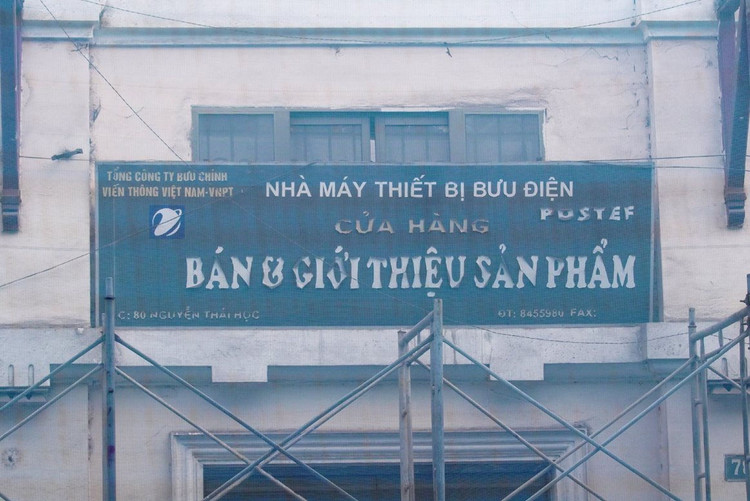 TỔNG CÔNG TY BƯU CHÍNH
VIỄN THÔNG VIỆT NAM-VNPT
NHÀ MÁY THIẾT BỊ BƯU ĐIỆN
POSTEF
CỬA HÀNG
BÁN & GIỚI THIỆU SẢN PHẨM
C: 80 NGUYỄN THÁI HỌC
ĐT: 8455980 FAX: